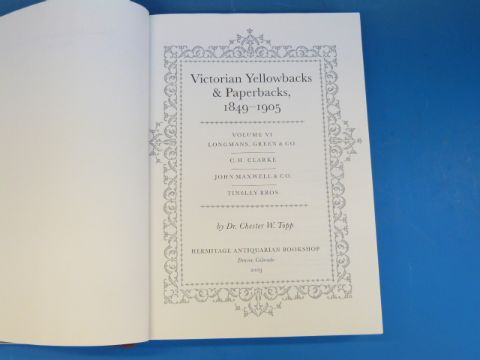 Victorian Yellowbacks
& Paperbacks,
1849–1905
VOLUME VI
LONGMANS, GREEN & CO
C. H. CLARKE
JOHN MAXWELL & CO.
TINSLEY BROS.
by Dr. Chester W. Topp
HERMITAGE ANTIQUARIAN BOOKSHOP
Denver, Colorado
2003